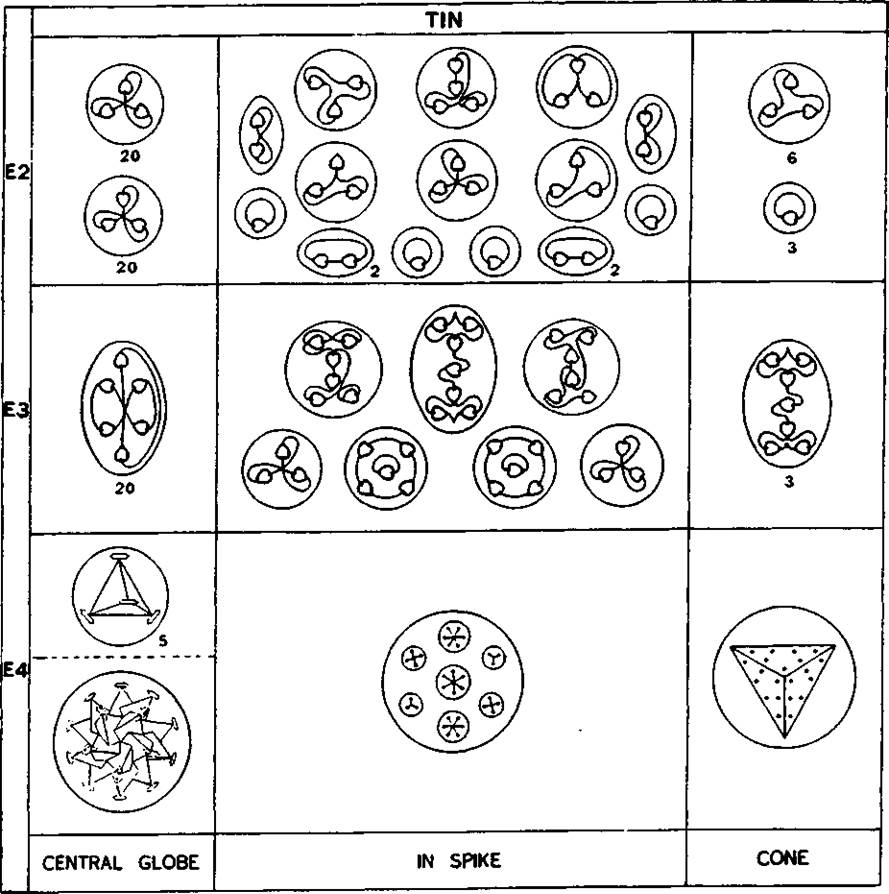 TIN
E2
20
20
2
2
6
3
E3
20
3
E4
5
CENTRAL GLOBE
IN SPIKE
CONE